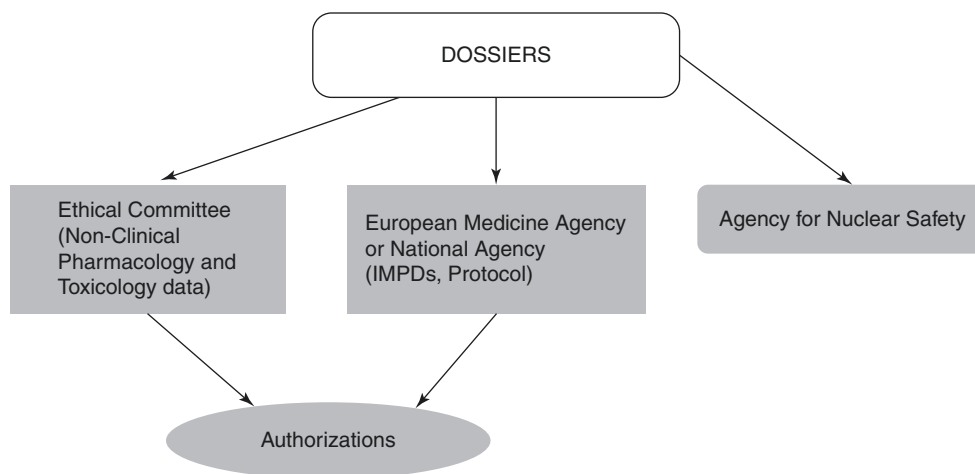 DOSSIERS
Ethical Committee
(Non-Clinical
Pharmacology and
Toxicology data)
European Medicine Agency
or National Agency
(IMPDs, Protocol)
Agency for Nuclear Safety
Authorizations